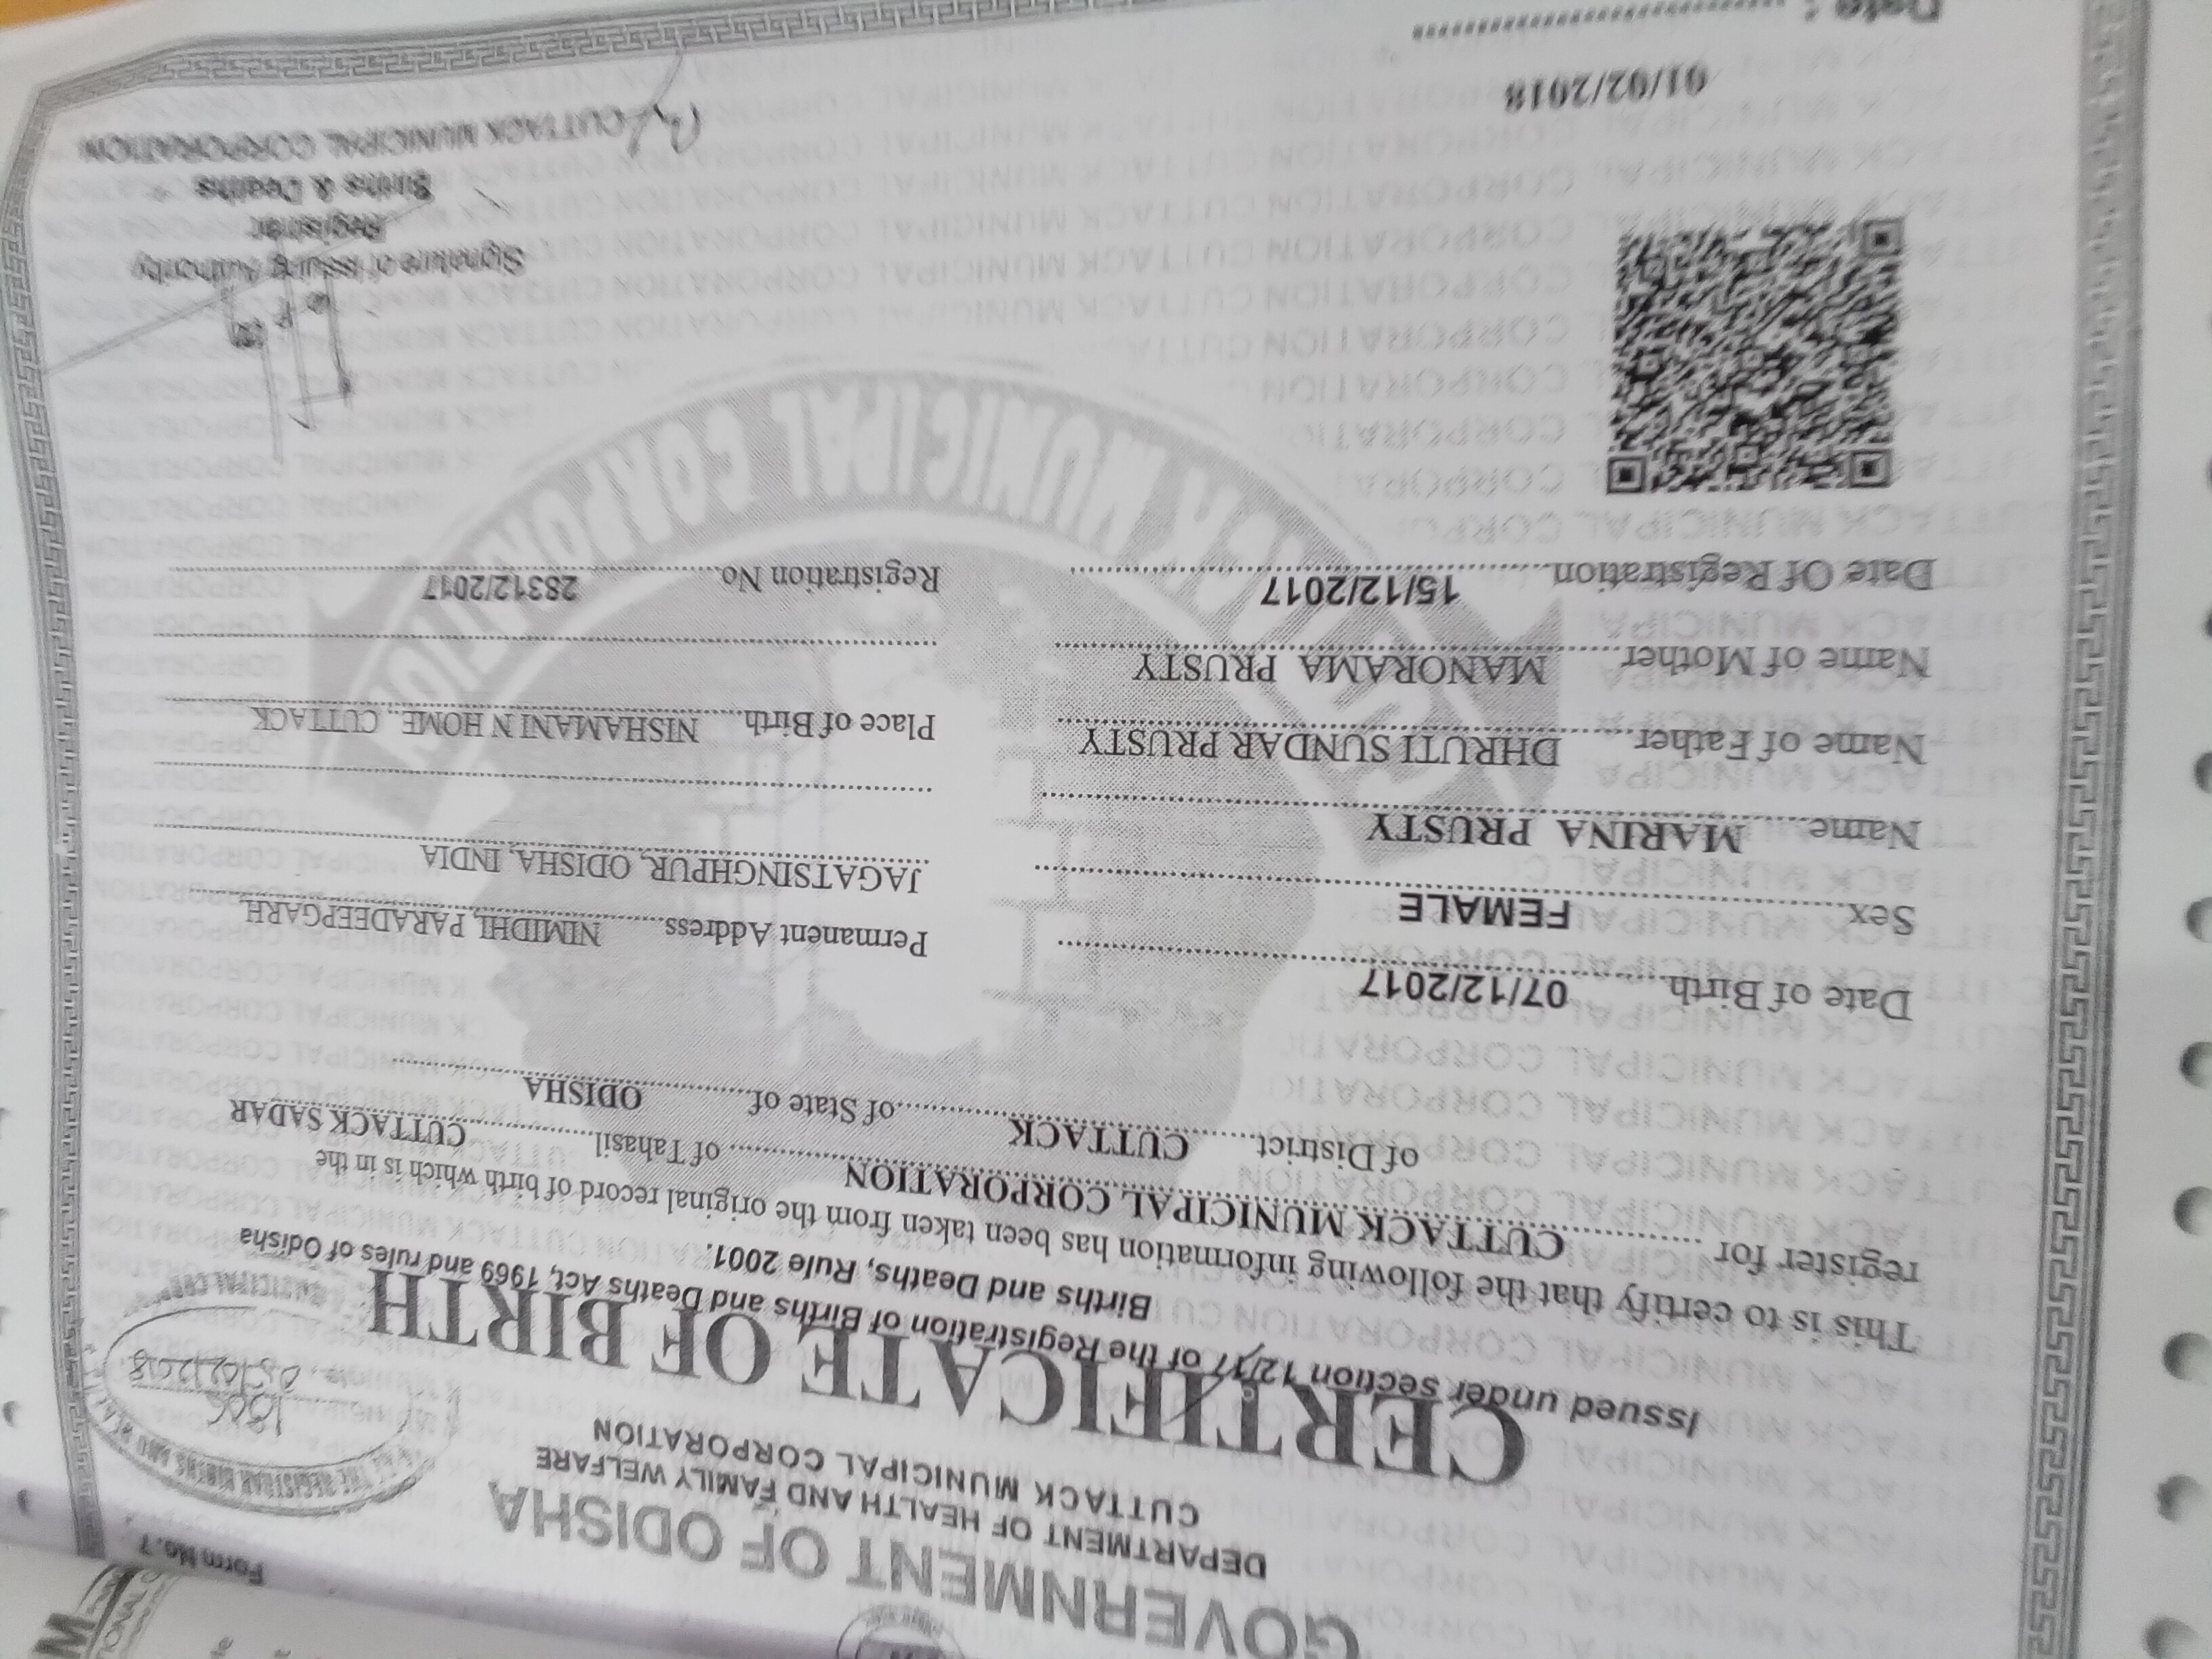 Form No.7
GOVERNMENT OF ODISHA
DEPARTMENT OF HEALTH AND FAMILY WELFARE
CUTTACK MUNICIPAL CORPORATION
CERTIFICATE OF BIRTH
Issued under section 12/17 of the Registration of Births and Deaths Act, 1969 and rules of Odisha
Births and Deaths, Rule 2001.
This is to certify that the following information has been taken from the original record of birth which is in the
register for CUTTACK MUNICIPAL CORPORATION of Tahasil CUTTACK SADAR
of District CUTTACK of State of ODISHA
Date of Birth 07/12/2017
Sex FEMALE
Name MARINA PRUSTY
Name of Father DHRUTI SUNDAR PRUSTY
Name of Mother MANORAMA PRUSTY
Date Of Registration 15/12/2017
Permanent Address NIMIDHI, PARADEEPGARH,
JAGATSINGHPUR, ODISHA, INDIA
Place of Birth NISHAMANI N HOME, CUTTACK
Registration No 28312/2017
CUTTACK MUNICIPAL CORPORATION
01/02/2018
Date :
Signature of Issuing Authority
Registrar
Births & Deaths
CUTTACK MUNICIPAL CORPORATION